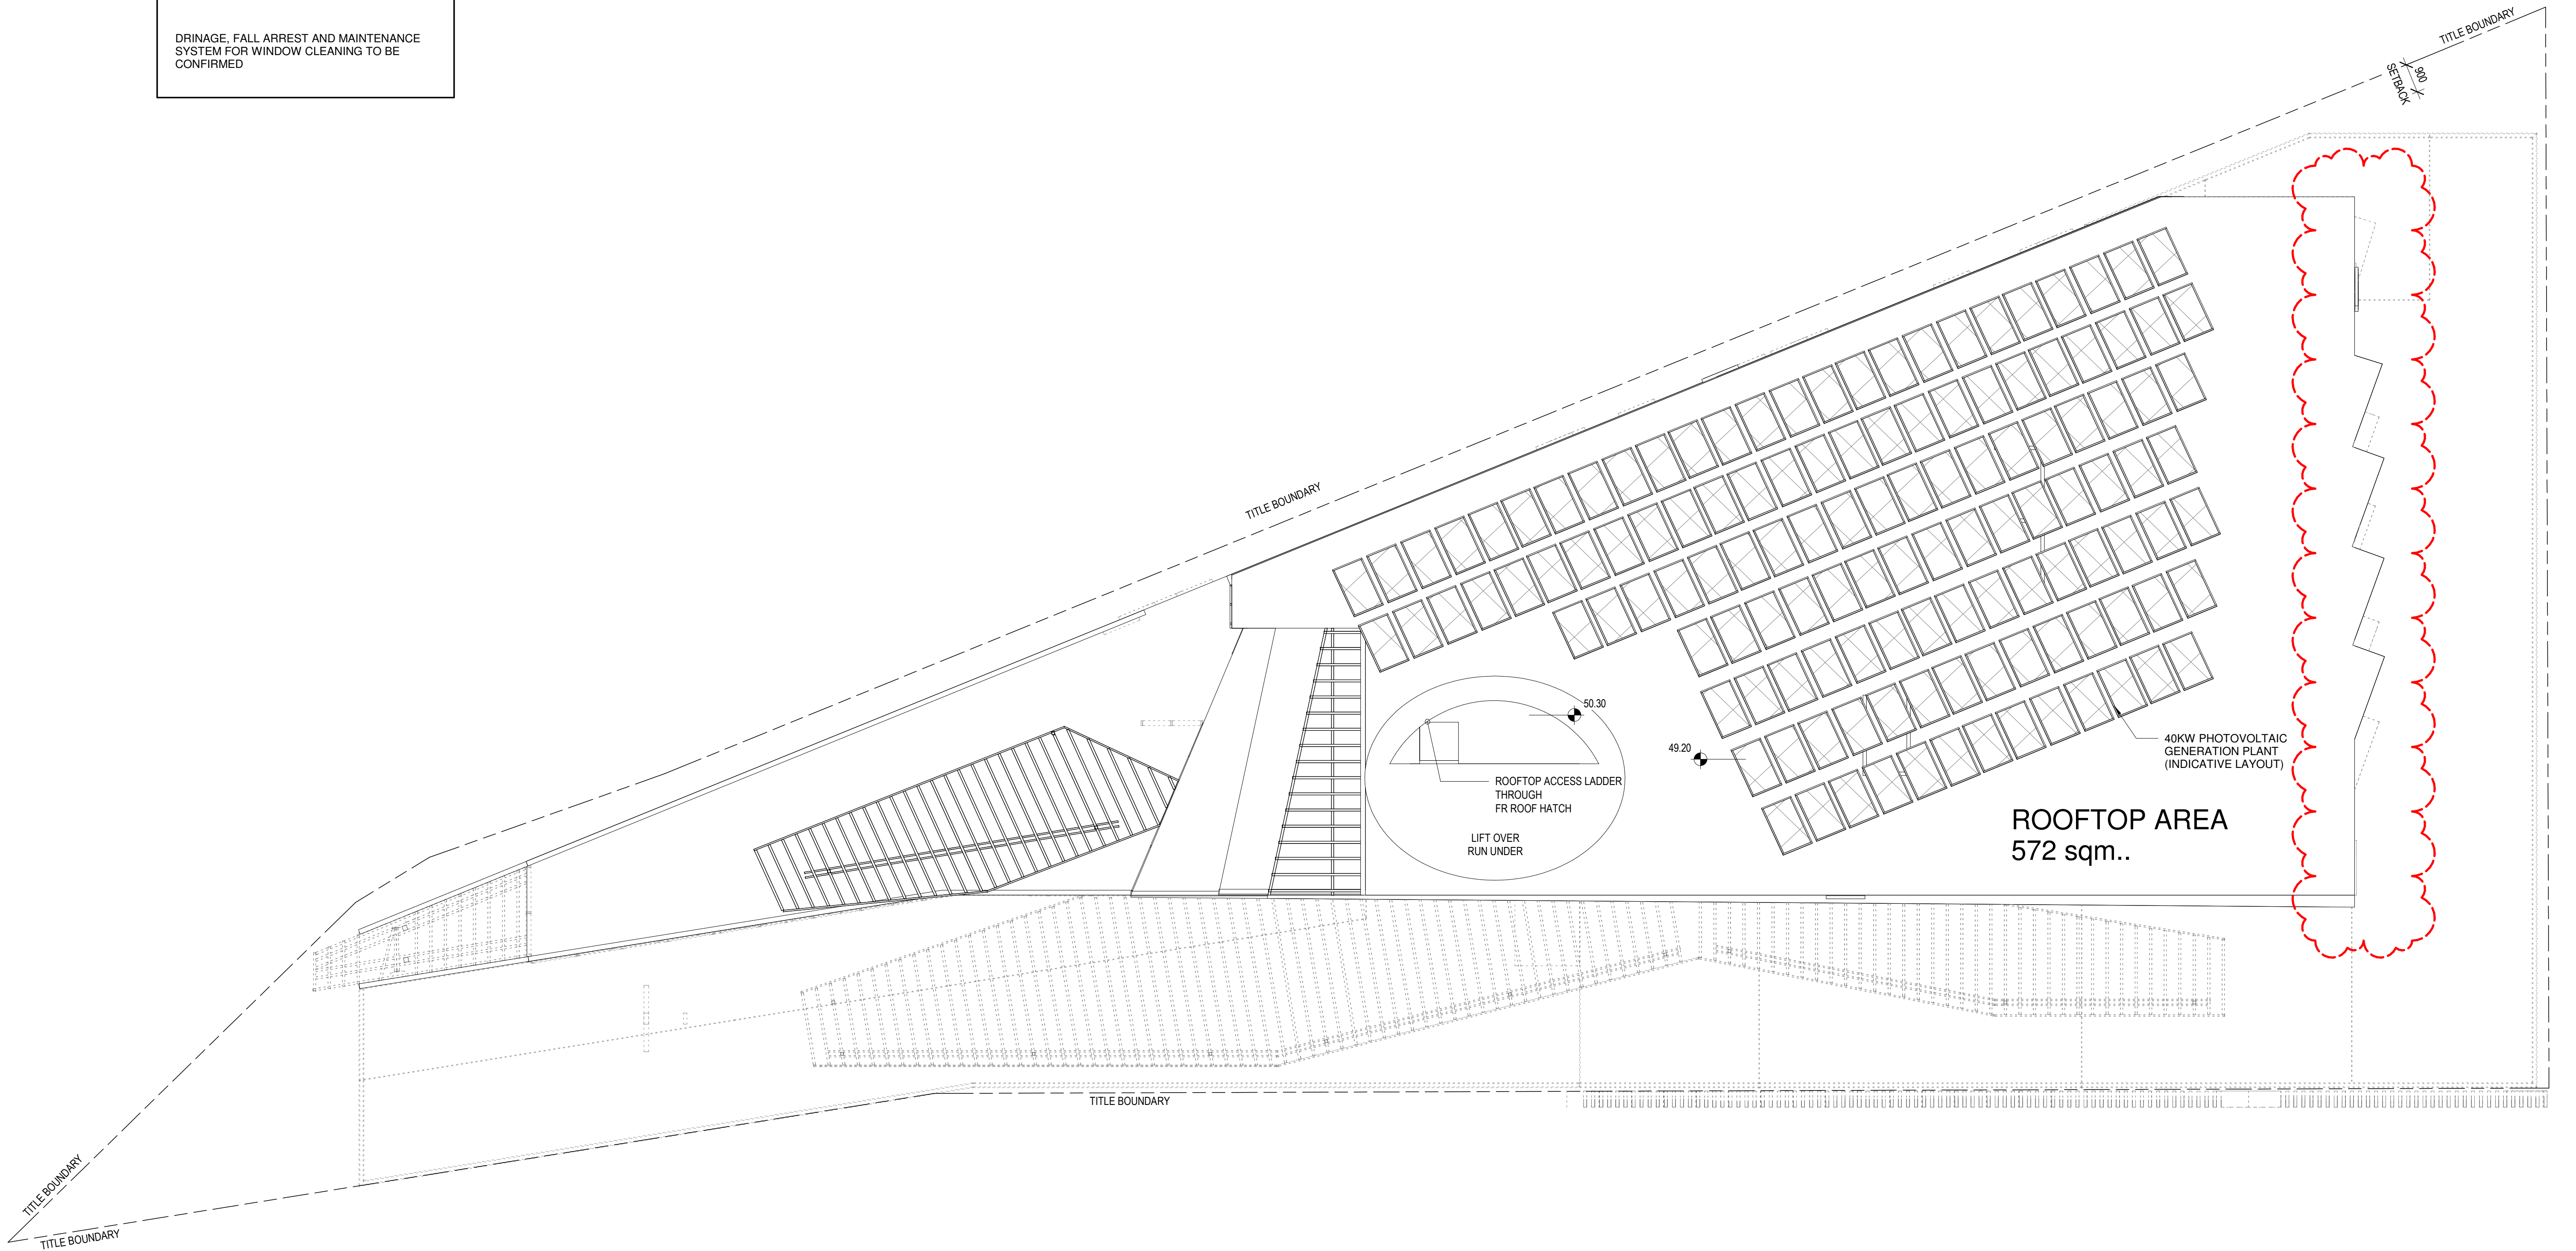 DRINAGE, FALL ARREST AND MAINTENANCE
SYSTEM FOR WINDOW CLEANING TO BE
CONFIRMED
TITLE BOUNDARY
900
SETBACK
TITLE BOUNDARY
50.30
49.20
ROOFTOP ACCESS LADDER
THROUGH
FR ROOF HATCH
LIFT OVER
RUN UNDER
40KW PHOTOVOLTAIC
GENERATION PLANT
(INDICATIVE LAYOUT)
ROOFTOP AREA
572 sqm..
TITLE BOUNDARY
TITLE BOUNDARY
TITLE BOUNDARY